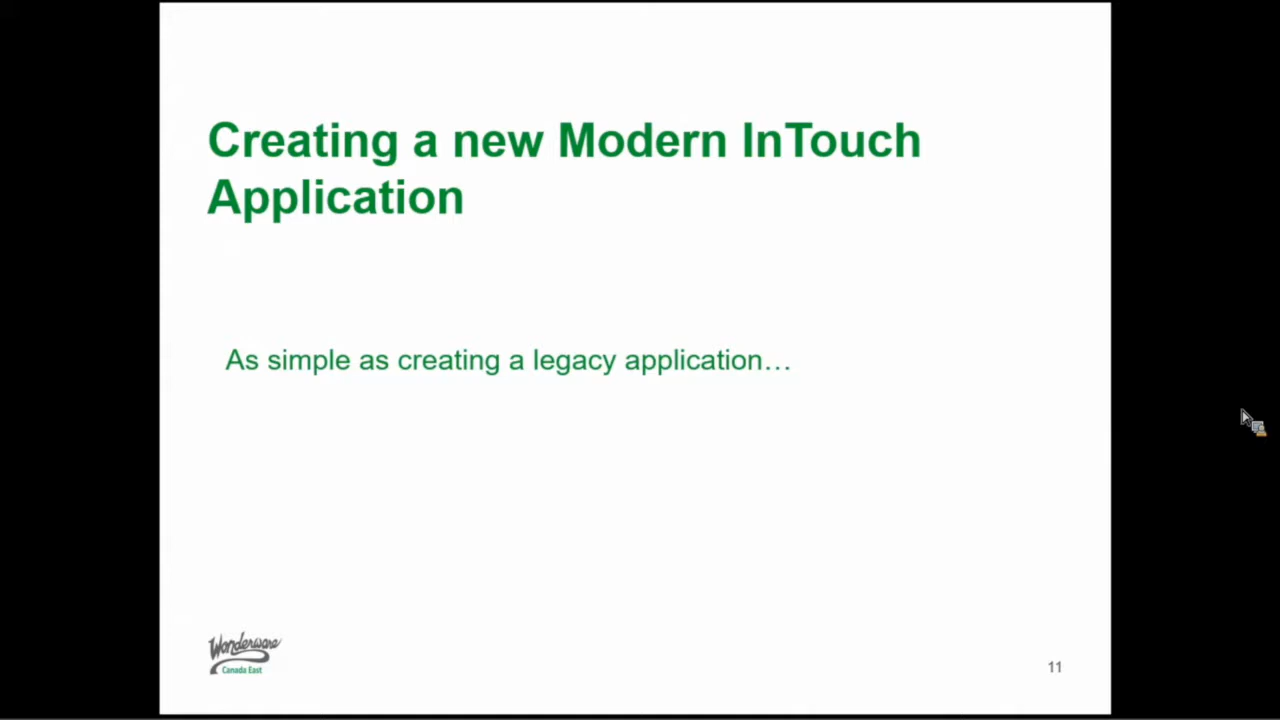 Creating a new Modern InTouch
Application
As simple as creating a legacy application…
Wonderware
Canada East
11